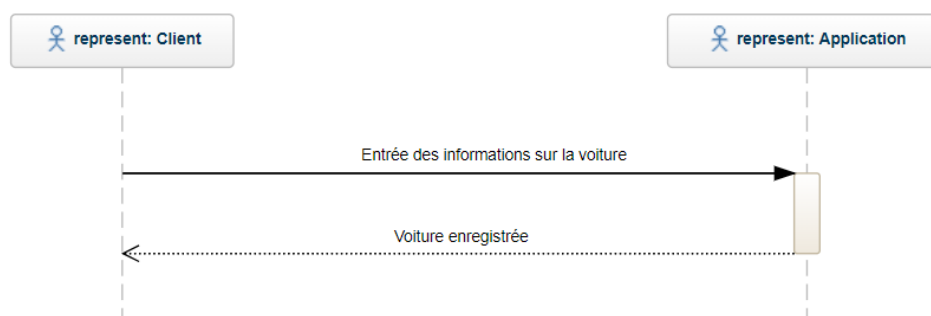 represent: Client
represent: Application
Entrée des informations sur la voiture
Voiture enregistrée